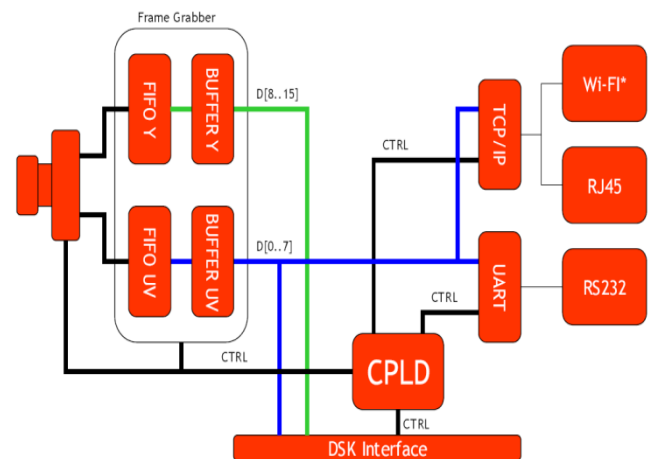 Frame Grabber
FIFO Y
BUFFER Y
D[8..15]
TCP/IP
Wi-FI*
CTRL
RJ45
FIFO UV
BUFFER UV
D[0..7]
UART
RS232
CTRL
CTRL
CPLD
CTRL
DSK Interface